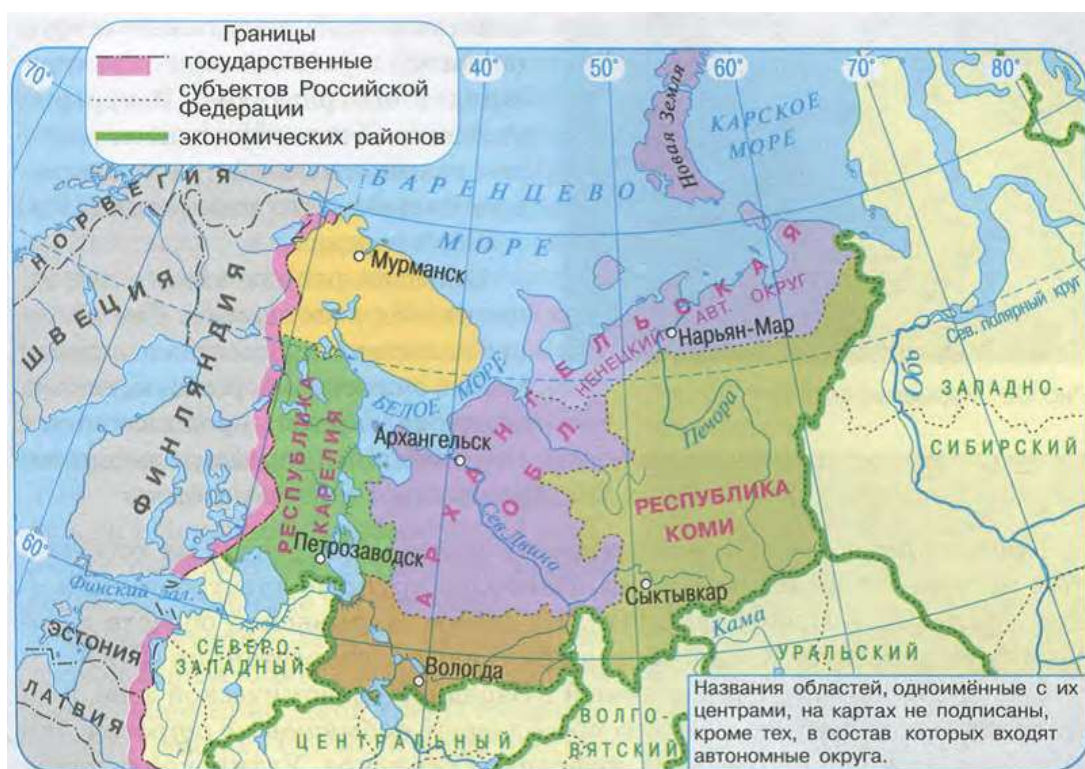 Границы
государственные
субъектов Российской
Федерации
экономических районов
70°
40°
50°
60°
70°
80°
60°
НОРВЕГИЯ
ШВЕЦИЯ
ФИНЛЯНДИЯ
БАРЕНЦЕВО
МОРЕ
Новая Земля
КАРСКОЕ
МОРЕ
Мурманск
АРХАНГЕЛЬСКАЯ
ОБЛ.
НЕНЕЦКИЙ АВТ. ОКРУГ
Нарьян-Мар
Сев. полярный круг
Обь
ЗАПАДНО-
СИБИРСКИЙ
БЕЛОЕ МОРЕ
Архангельск
Печора
РЕСПУБЛИКА
КАРЕЛИЯ
РЕСПУБЛИКА
КОМИ
Сев. Двина
Петрозаводск
Сыктывкар
Финский зал.
ЭСТОНИЯ
ЛАТВИЯ
СЕВЕРО-
ЗАПАДНЫЙ
Вологда
Кама
УРАЛЬСКИЙ
ЦЕНТРАЛЬНЫЙ
ВОЛГО-
ВЯТСКИЙ
Названия областей, одноимённые с их
центрами, на картах не подписаны,
кроме тех, в состав которых входят
автономные округа.